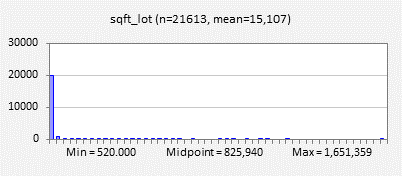 sqft_lot (n=21613, mean=15,107)
30000
20000
10000
0
Min = 520.000 Midpoint = 825,940 Max = 1,651,359